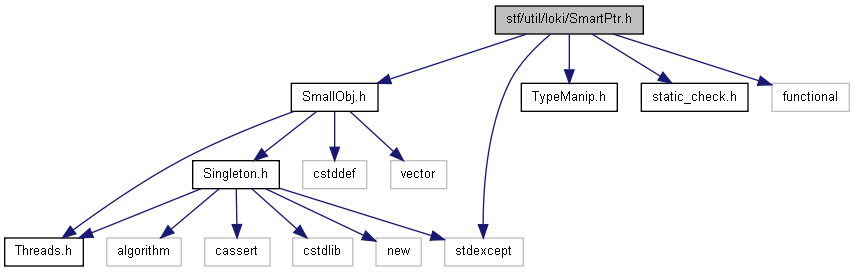 stf/util/loki/SmartPtr.h
SmallObj.h
TypeManip.h
static_check.h
functional
Singleton.h
cstddef
vector
Threads.h
algorithm
cassert
cstdlib
new
stdexcept